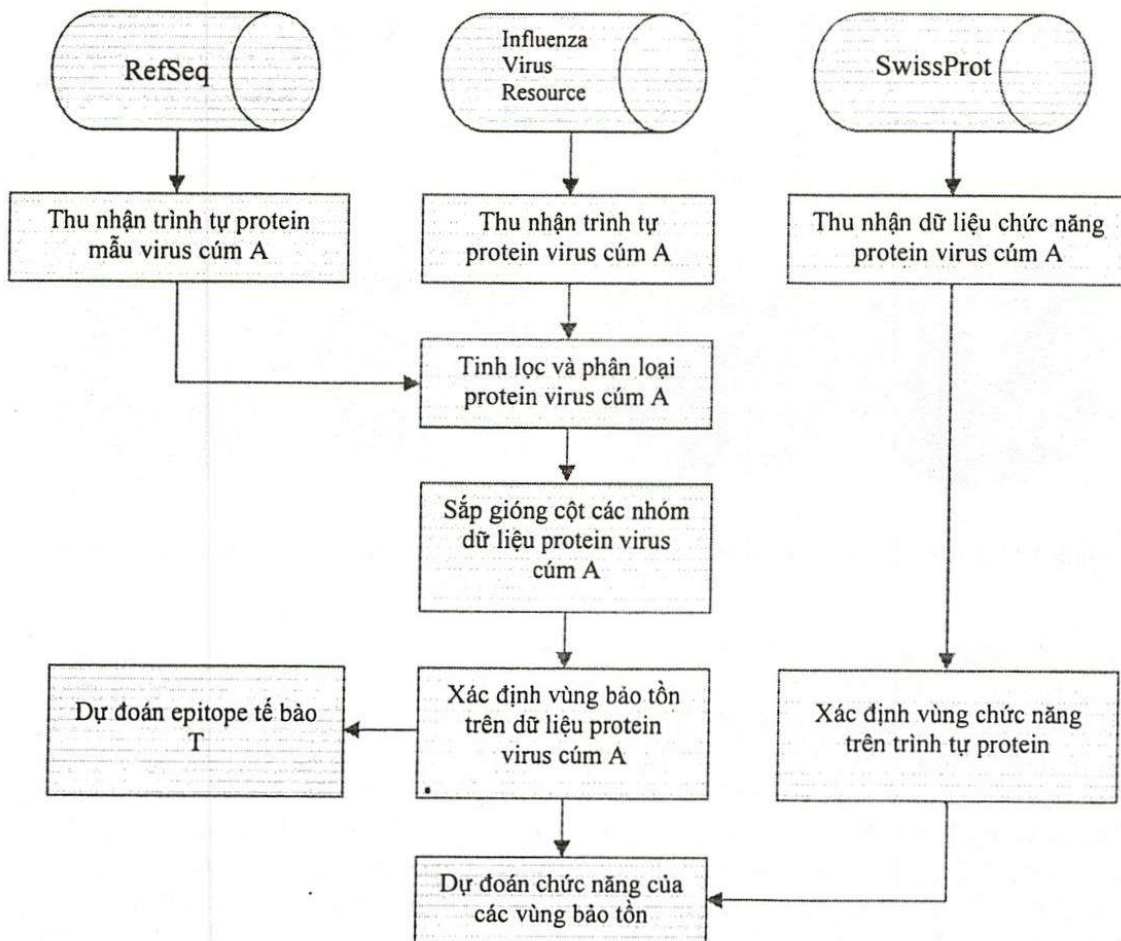 RefSeq
Influenza
Virus
Resource
SwissProt
Thu nhận trình tự protein
mẫu virus cúm A
Thu nhận trình tự
protein virus cúm A
Thu nhận dữ liệu chức năng
protein virus cúm A
Tinh lọc và phân loại
protein virus cúm A
Sắp gióng cột các nhóm
dữ liệu protein virus
cúm A
Dự đoán epitope tế bào
T
Xác định vùng bảo tồn
trên dữ liệu protein
virus cúm A
Xác định vùng chức năng
trên trình tự protein
Dự đoán chức năng của
các vùng bảo tồn